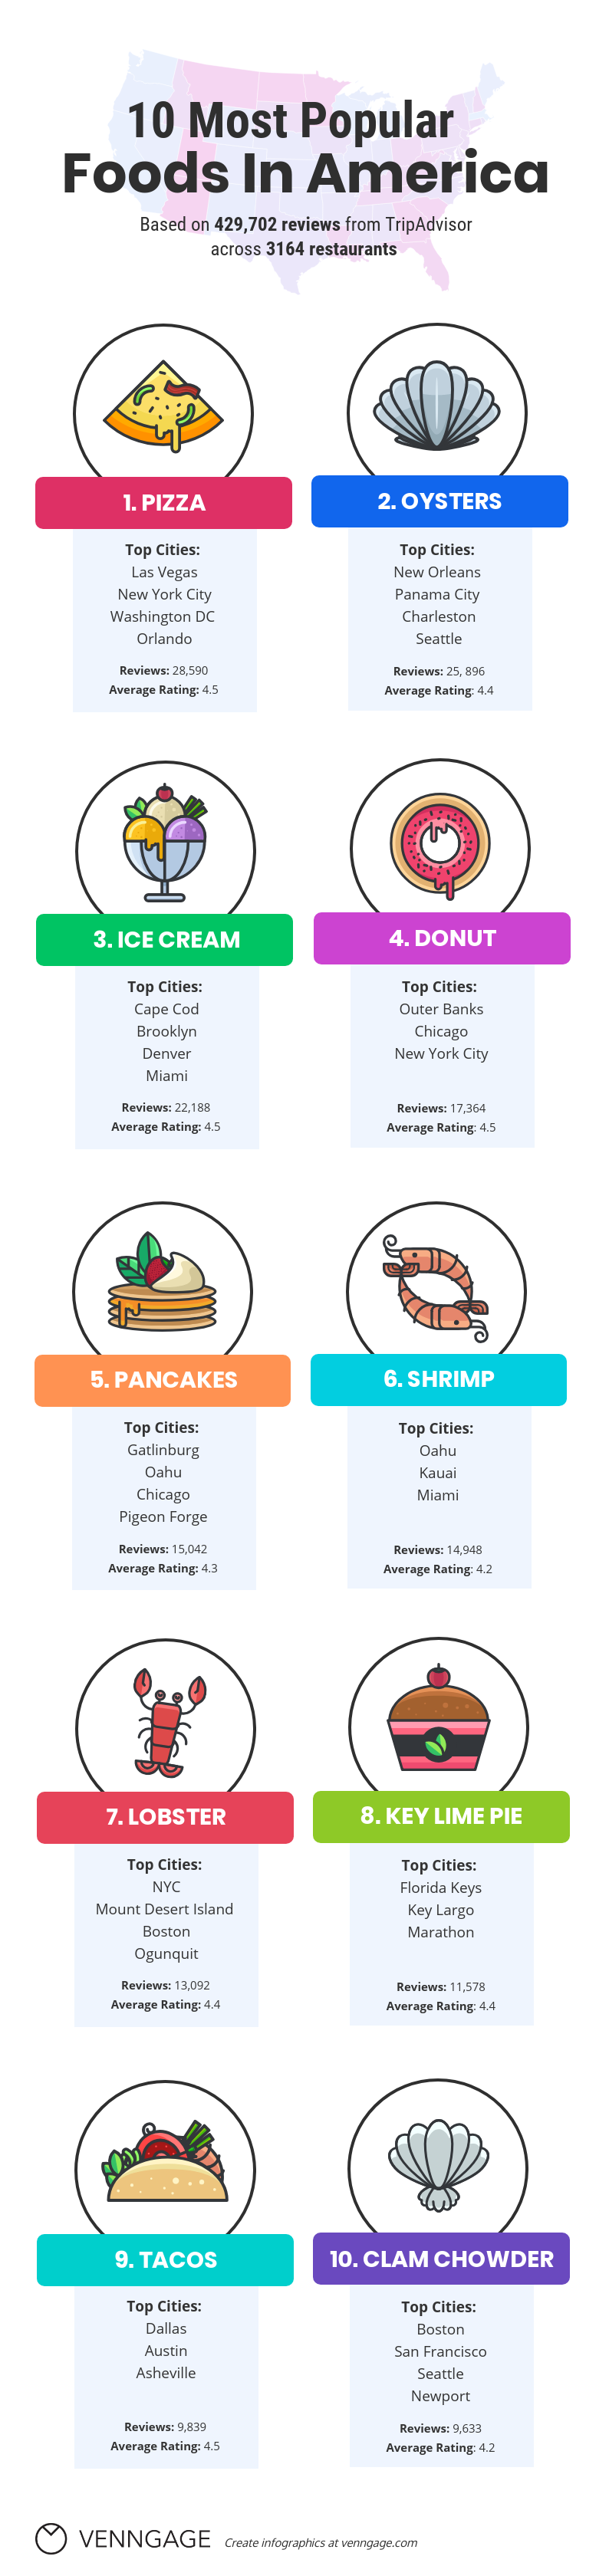 10 Most Popular
Foods In America
Based on 429,702 reviews from TripAdvisor
across 3164 restaurants
1. PIZZA
Top Cities:
Las Vegas
New York City
Washington DC
Orlando
Reviews: 28,590
Average Rating: 4.5
2. OYSTERS
Top Cities:
New Orleans
Panama City
Charleston
Seattle
Reviews: 25, 896
Average Rating: 4.4
3. ICE CREAM
Top Cities:
Cape Cod
Brooklyn
Denver
Miami
Reviews: 22,188
Average Rating: 4.5
4. DONUT
Top Cities:
Outer Banks
Chicago
New York City
Reviews: 17,364
Average Rating: 4.5
5. PANCAKES
Top Cities:
Gatlinburg
Oahu
Chicago
Pigeon Forge
Reviews: 15,042
Average Rating: 4.3
6. SHRIMP
Top Cities:
Oahu
Kauai
Miami
Reviews: 14,948
Average Rating: 4.2
7. LOBSTER
Top Cities:
NYC
Mount Desert Island
Boston
Ogunquit
Reviews: 13,092
Average Rating: 4.4
8. KEY LIME PIE
Top Cities:
Florida Keys
Key Largo
Marathon
Reviews: 11,578
Average Rating: 4.4
9. TACOS
Top Cities:
Dallas
Austin
Asheville
Reviews: 9,839
Average Rating: 4.5
10. CLAM CHOWDER
Top Cities:
Boston
San Francisco
Seattle
Newport
Reviews: 9,633
Average Rating: 4.2
VENNGAGE Create infographics at venngage.com